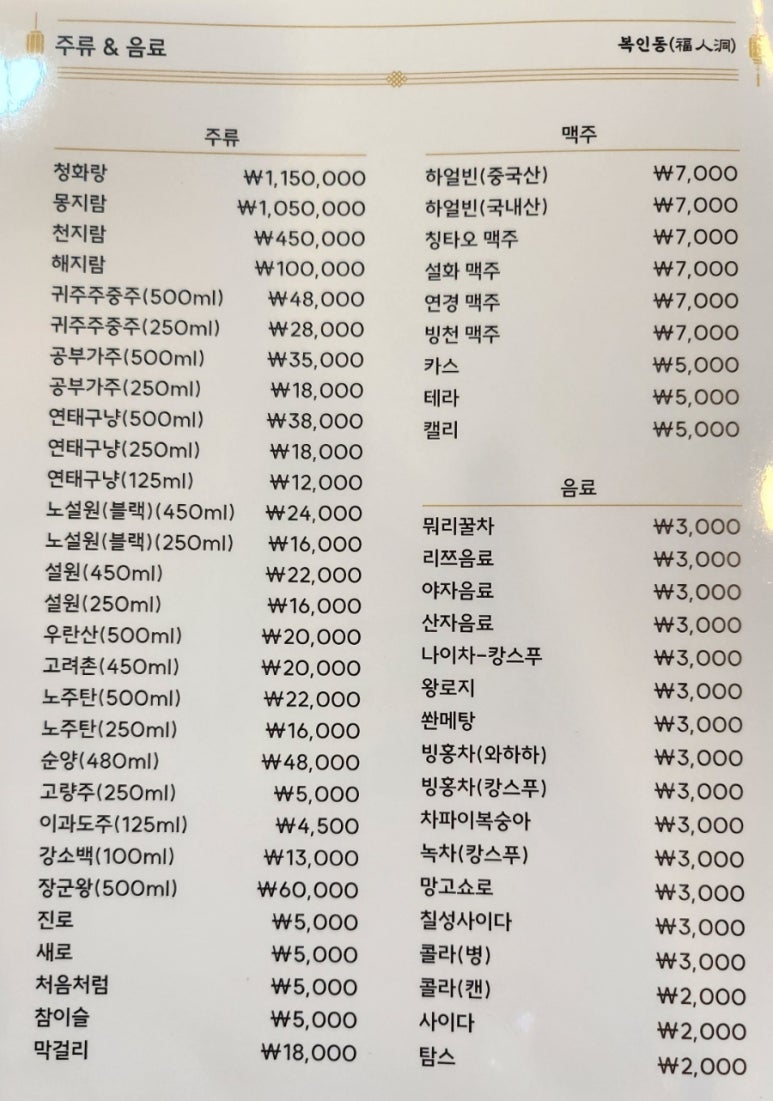 주류 & 음료
복인동(福人洞)
주류
청화랑 ₩1,150,000
몽지람 ₩1,050,000
천지람 ₩450,000
해지람 ₩100,000
귀주주중주(500ml) ₩48,000
귀주주중주(250ml) ₩28,000
공부가주(500ml) ₩35,000
공부가주(250ml) ₩18,000
연태구냥(500ml) ₩38,000
연태구냥(250ml) ₩18,000
연태구냥(125ml) ₩12,000
노설원(블랙)(450ml) ₩24,000
노설원(블랙)(250ml) ₩16,000
설원(450ml) ₩22,000
설원(250ml) ₩16,000
우란산(500ml) ₩20,000
고려촌(450ml) ₩20,000
노주탄(500ml) ₩22,000
노주탄(250ml) ₩16,000
순양(480ml) ₩48,000
고량주(250ml) ₩5,000
이과도주(125ml) ₩4,500
강소백(100ml) ₩13,000
장군왕(500ml) ₩60,000
진로 ₩5,000
새로 ₩5,000
처음처럼 ₩5,000
참이슬 ₩5,000
막걸리 ₩18,000
맥주
하얼빈(중국산) ₩7,000
하얼빈(국내산) ₩7,000
칭타오 맥주 ₩7,000
설화 맥주 ₩7,000
연경 맥주 ₩7,000
빙천 맥주 ₩7,000
카스 ₩5,000
테라 ₩5,000
캘리 ₩5,000
음료
뭐리꿀차 ₩3,000
리쯔음료 ₩3,000
야자음료 ₩3,000
산자음료 ₩3,000
나이차-캉스푸 ₩3,000
왕로지 ₩3,000
쏸메탕 ₩3,000
빙홍차(와하하) ₩3,000
빙홍차(캉스푸) ₩3,000
차파이복숭아 ₩3,000
녹차(캉스푸) ₩3,000
망고쇼로 ₩3,000
칠성사이다 ₩3,000
콜라(병) ₩3,000
콜라(캔) ₩2,000
사이다 ₩2,000
탐스 ₩2,000